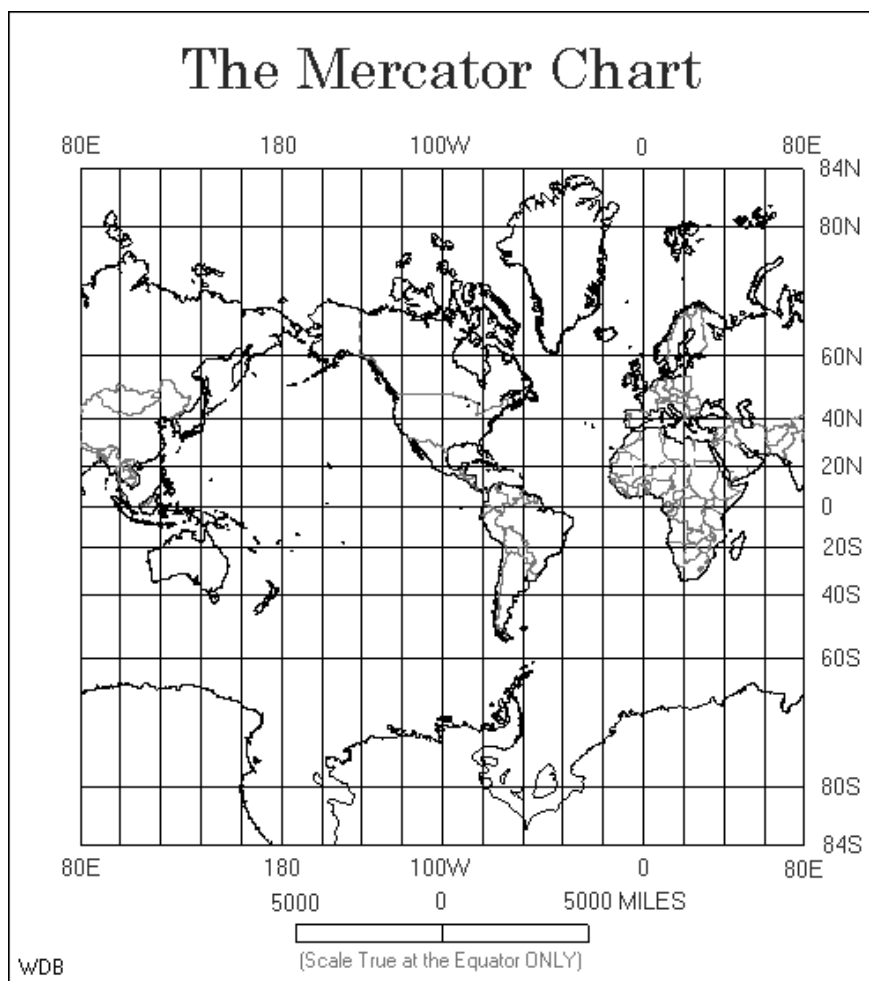 The Mercator Chart
80E 180 100W 0 80E
84N
80N
60N
40N
20N
0
20S
40S
60S
80S
84S
80E 180 100W 0 80E
5000 0 5000 MILES
(Scale True at the Equator ONLY)
WDB